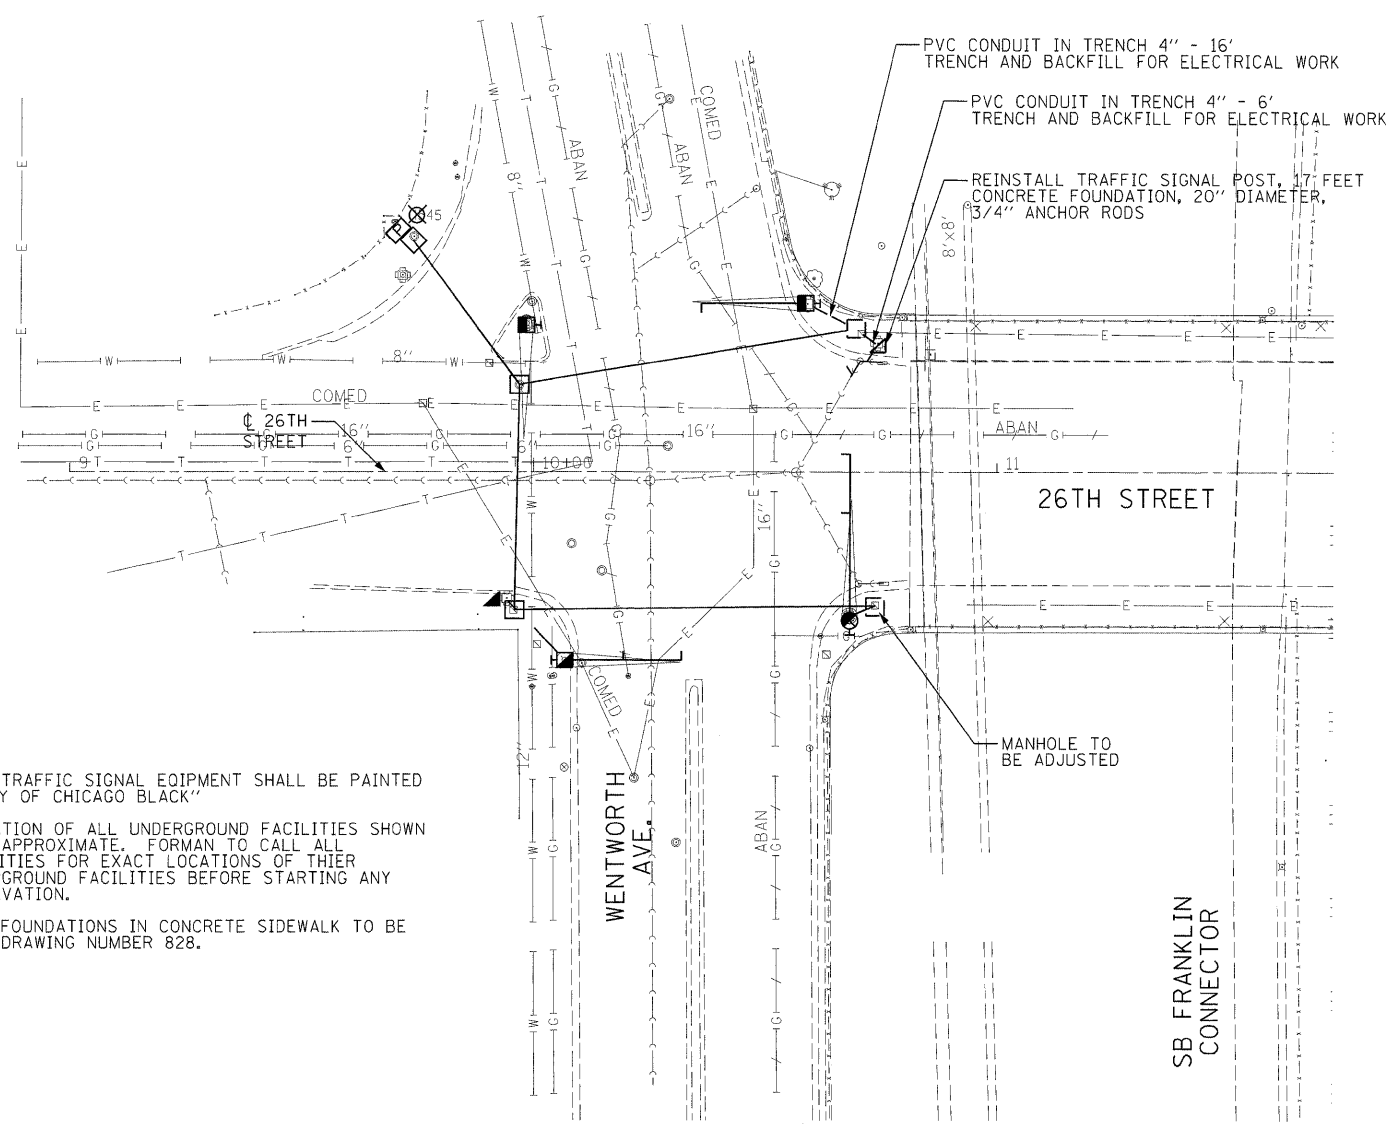 PVC CONDUIT IN TRENCH 4" - 16'
TRENCH AND BACKFILL FOR ELECTRICAL WORK
PVC CONDUIT IN TRENCH 4" - 6'
TRENCH AND BACKFILL FOR ELECTRICAL WORK
REINSTALL TRAFFIC SIGNAL POST, 17 FEET
CONCRETE FOUNDATION, 20" DIAMETER,
3/4" ANCHOR RODS
COMED
ABAN
ABAN
8"
45
8'x8'
8"
COMED
℄ 26TH
STREET
16"
6"
6"
16"
ABAN
9
10+00
11
26TH STREET
16"
COMED
12"
MANHOLE TO
BE ADJUSTED
WENTWORTH
AVE.
ABAN
SB FRANKLIN
CONNECTOR
TRAFFIC SIGNAL EQIPMENT SHALL BE PAINTED
Y OF CHICAGO BLACK"
TION OF ALL UNDERGROUND FACILITIES SHOWN
APPROXIMATE. FORMAN TO CALL ALL
ITIES FOR EXACT LOCATIONS OF THIER
GROUND FACILITIES BEFORE STARTING ANY
VATION.
FOUNDATIONS IN CONCRETE SIDEWALK TO BE
DRAWING NUMBER 828.